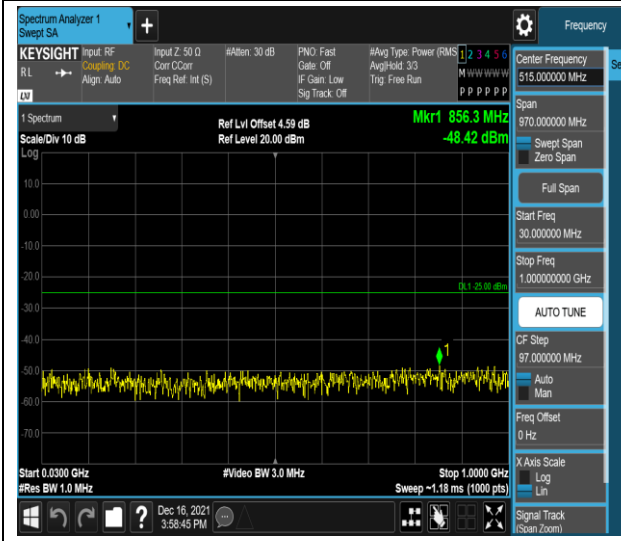 Spectrum Analyzer 1
Swept SA
+
Frequency
KEYSIGHT
RL
LXI
Input: RF
Coupling: DC
Align: Auto
Input Z: 50 Ω
Corr CCorr
Freq Ref: Int (S)
#Atten: 30 dB
PNO: Fast
Gate: Off
IF Gain: Low
Sig Track: Off
#Avg Type: Power (RMS
Avg|Hold: 3/3
Trig: Free Run
1 2 3 4 5 6
M W W W W W
P P P P P P
1 Spectrum
Scale/Div 10 dB
Ref Lvl Offset 4.59 dB
Ref Level 20.00 dBm
Mkr1 856.3 MHz
-48.42 dBm
Log
10.0
0.00
-10.0
-20.0
DL1 -25.00 dBm
-30.0
-40.0
1
-50.0
-60.0
-70.0
Start 0.0300 GHz
#Res BW 1.0 MHz
#Video BW 3.0 MHz
Stop 1.0000 GHz
Sweep ~1.18 ms (1000 pts)
Dec 16, 2021
3:58:45 PM
?
Center Frequency
515.000000 MHz
Se
Span
970.000000 MHz
Swept Span
Zero Span
Full Span
Start Freq
30.000000 MHz
Stop Freq
1.000000000 GHz
AUTO TUNE
CF Step
97.000000 MHz
Auto
Man
Freq Offset
0 Hz
X Axis Scale
Log
Lin
Signal Track
(Span Zoom)